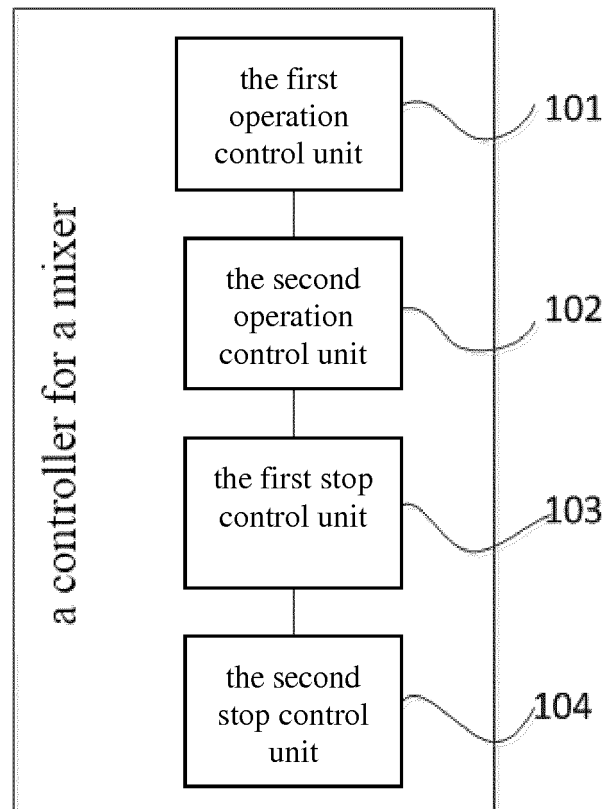 a controller for a mixer
the first
operation
control unit
101
the second
operation
control unit
102
the first stop
control unit
103
the second
stop control
unit
104